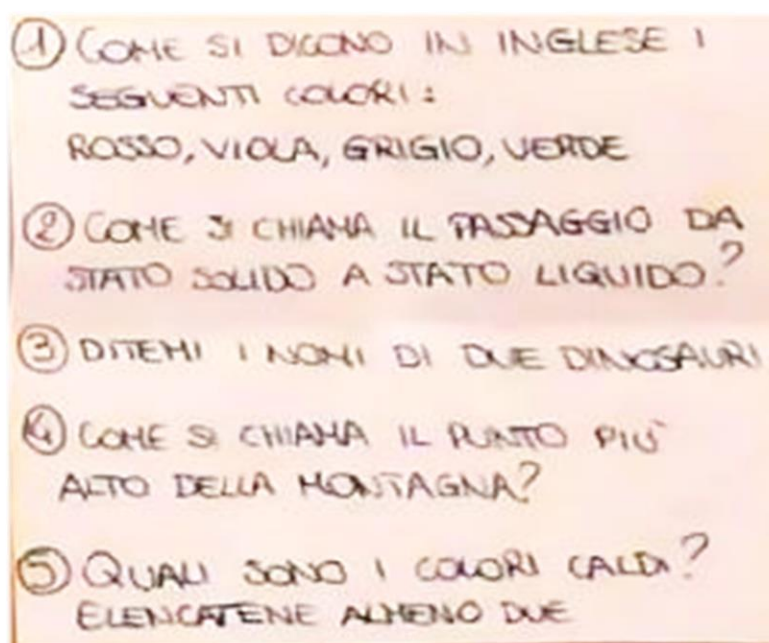 ① COME SI DICONO IN INGLESE I
SEGUENTI COLORI:
ROSSO, VIOLA, GRIGIO, VERDE
② COME SI CHIAMA IL PASSAGGIO DA
STATO SOLIDO A STATO LIQUIDO?
③ DITEMI I NOMI DI DUE DINOSAURI
④ COME SI CHIAMA IL PUNTO PIÙ
ALTO DELLA MONTAGNA?
⑤ QUALI SONO I COLORI CALDI?
ELENCATENE ALMENO DUE